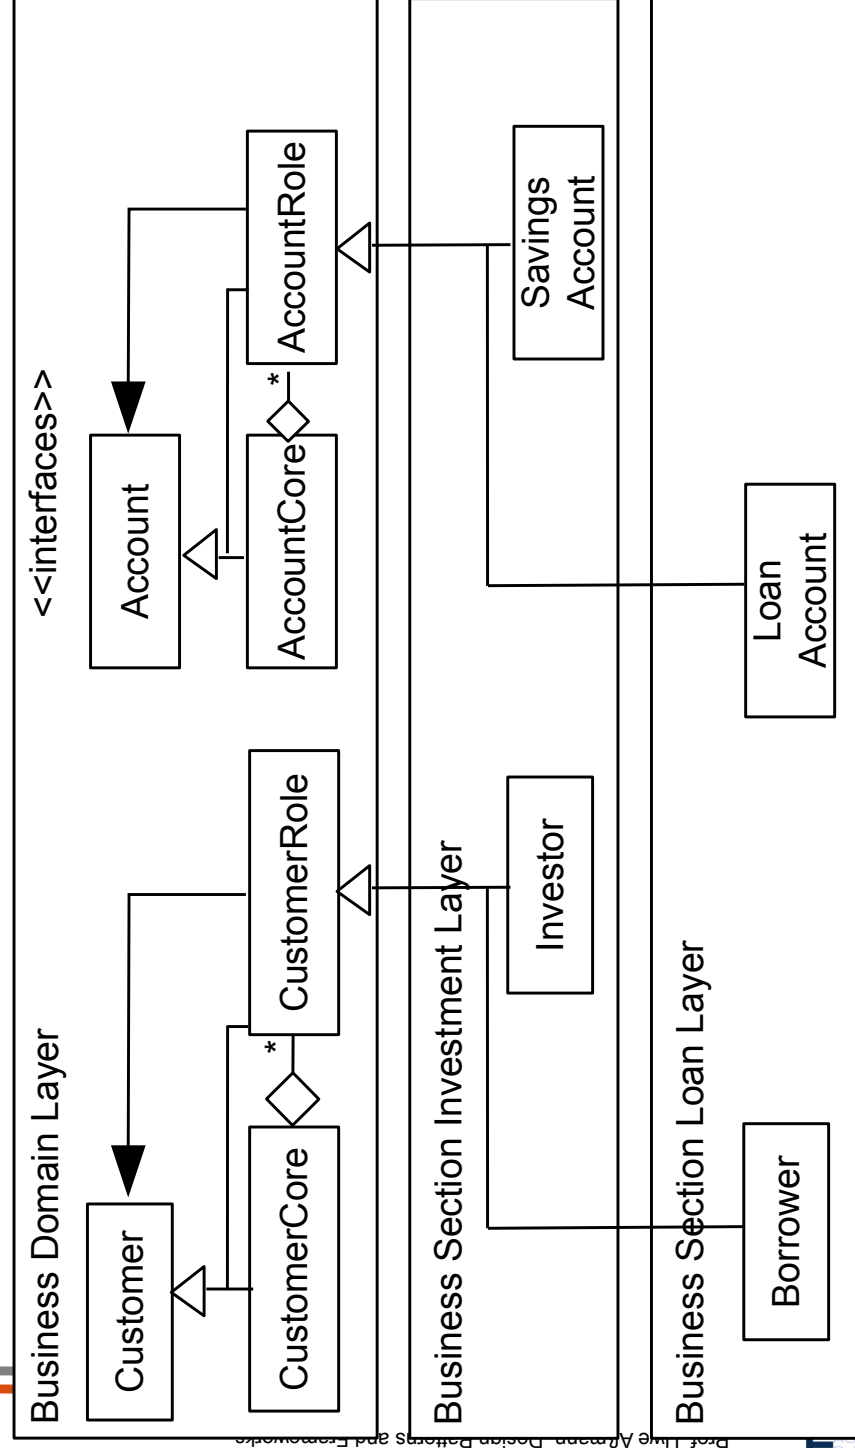 Business Domain Layer
<<interfaces>>
Customer
Account
*
*
CustomerCore
CustomerRole
AccountCore
AccountRole
Business Section Investment Layer
Investor
Savings
Account
Business Section Loan Layer
Borrower
Loan
Account
Prof. Uwe Aßmann, Design Patterns and Frameworks